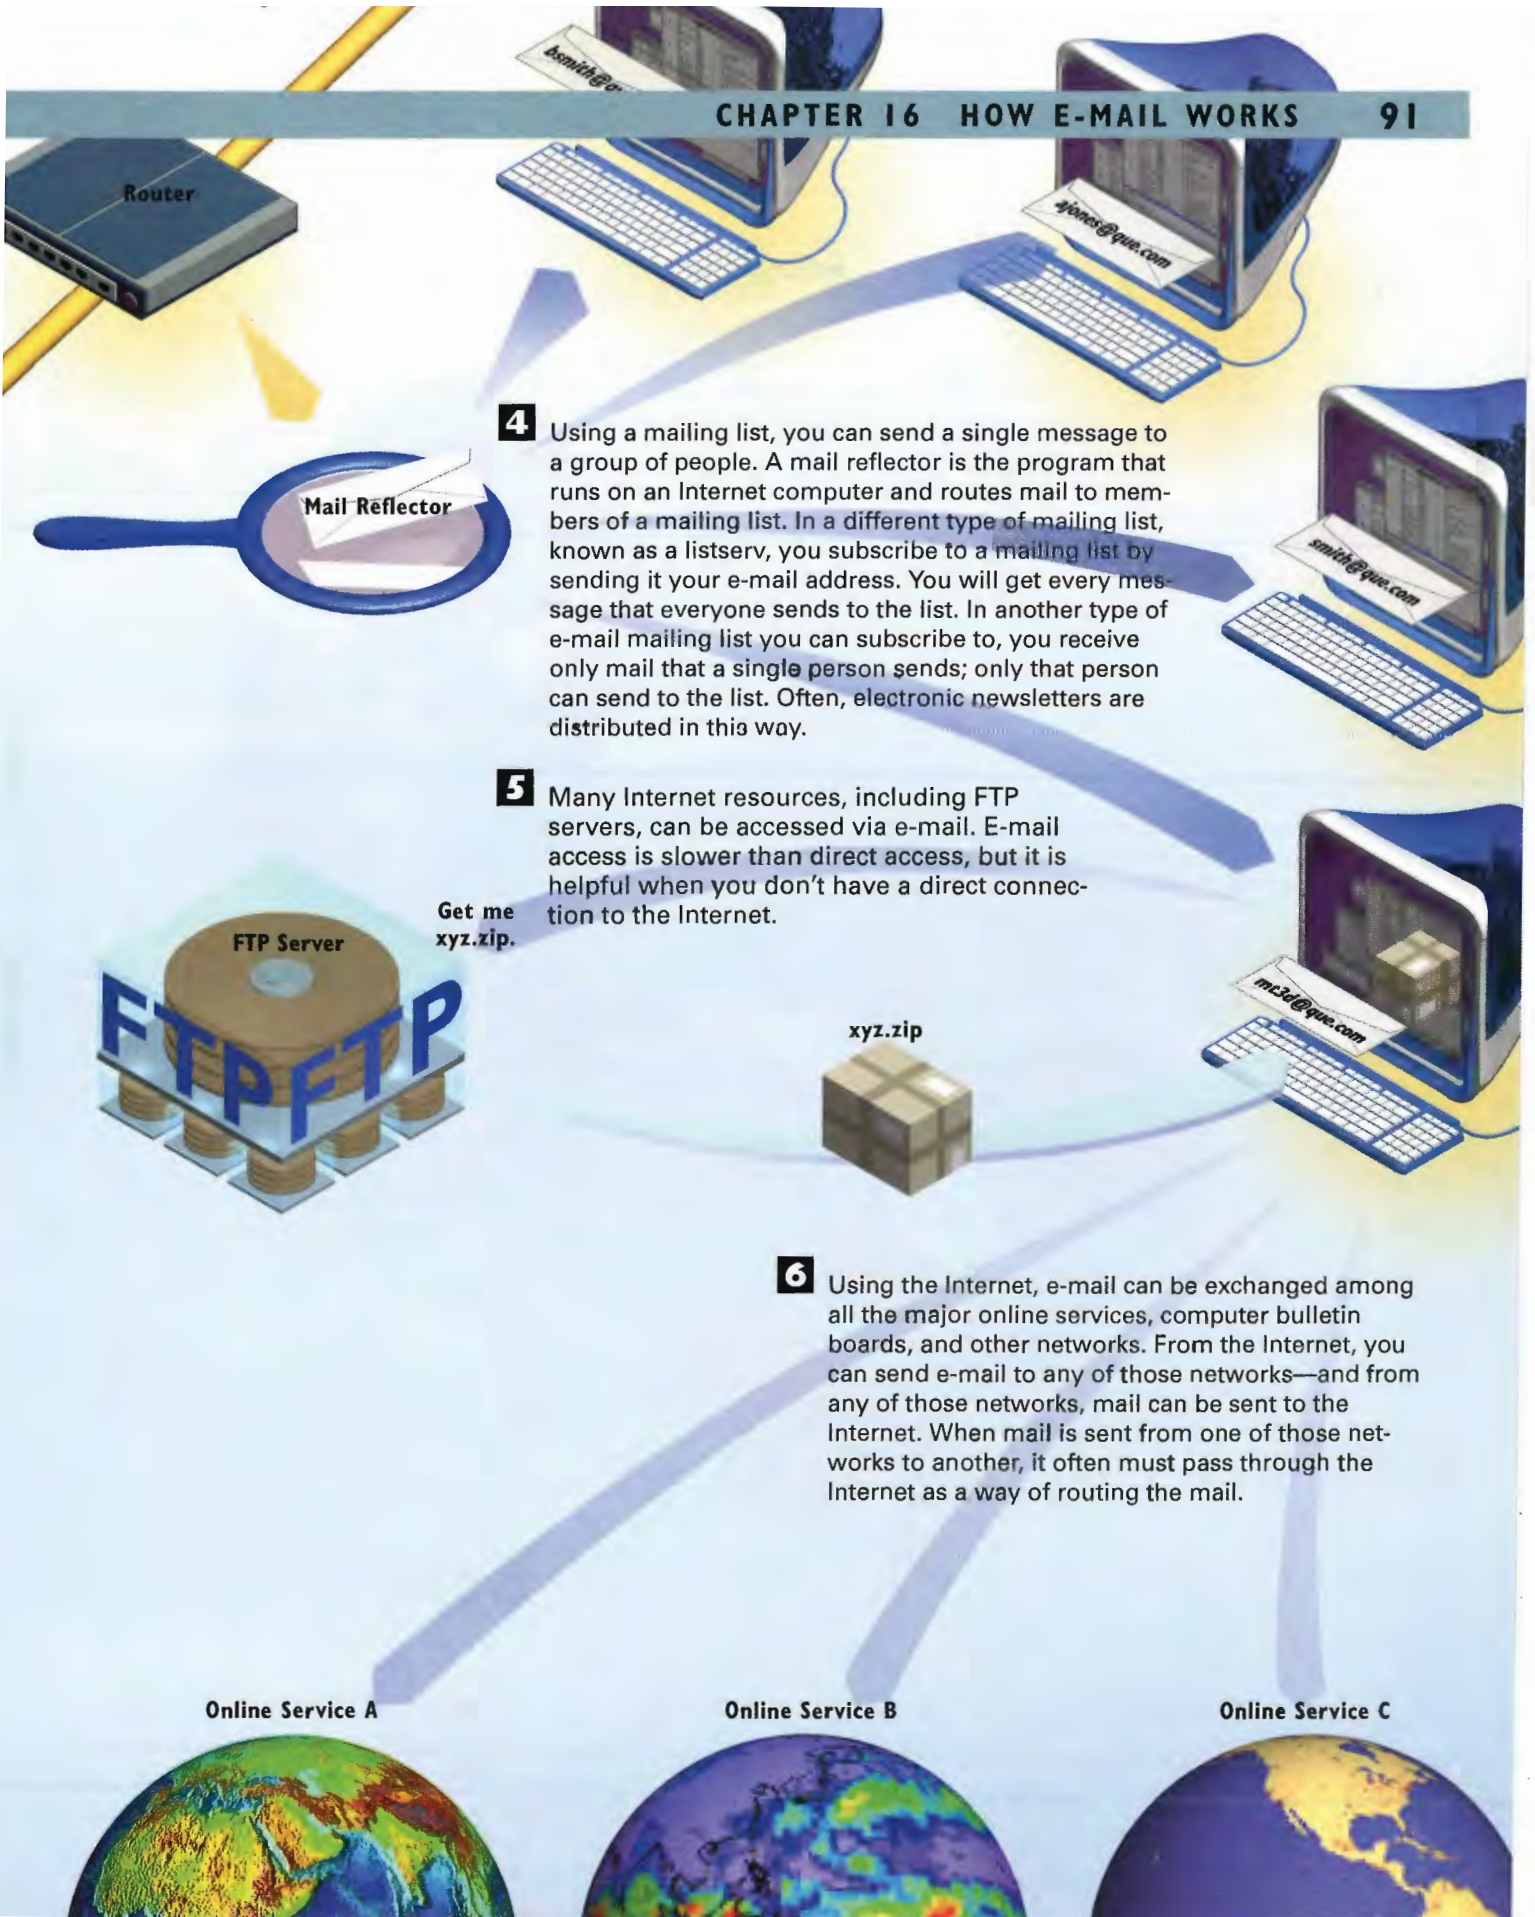 bsmith@
CHAPTER 16 HOW E-MAIL WORKS 91
Router
ajones@que.com
4 Using a mailing list, you can send a single message to
a group of people. A mail reflector is the program that
runs on an Internet computer and routes mail to mem-
bers of a mailing list. In a different type of mailing list,
known as a listserv, you subscribe to a mailing list by
sending it your e-mail address. You will get every mes-
sage that everyone sends to the list. In another type of
e-mail mailing list you can subscribe to, you receive
only mail that a single person sends; only that person
can send to the list. Often, electronic newsletters are
distributed in this way.
Mail Reflector
smith@que.com
5 Many Internet resources, including FTP
servers, can be accessed via e-mail. E-mail
access is slower than direct access, but it is
helpful when you don't have a direct connec-
tion to the Internet.
Get me
xyz.zip.
FTP Server
FTP FTP
mc3d@que.com
xyz.zip
6 Using the Internet, e-mail can be exchanged among
all the major online services, computer bulletin
boards, and other networks. From the Internet, you
can send e-mail to any of those networks—and from
any of those networks, mail can be sent to the
Internet. When mail is sent from one of those net-
works to another, it often must pass through the
Internet as a way of routing the mail.
Online Service A
Online Service B
Online Service C